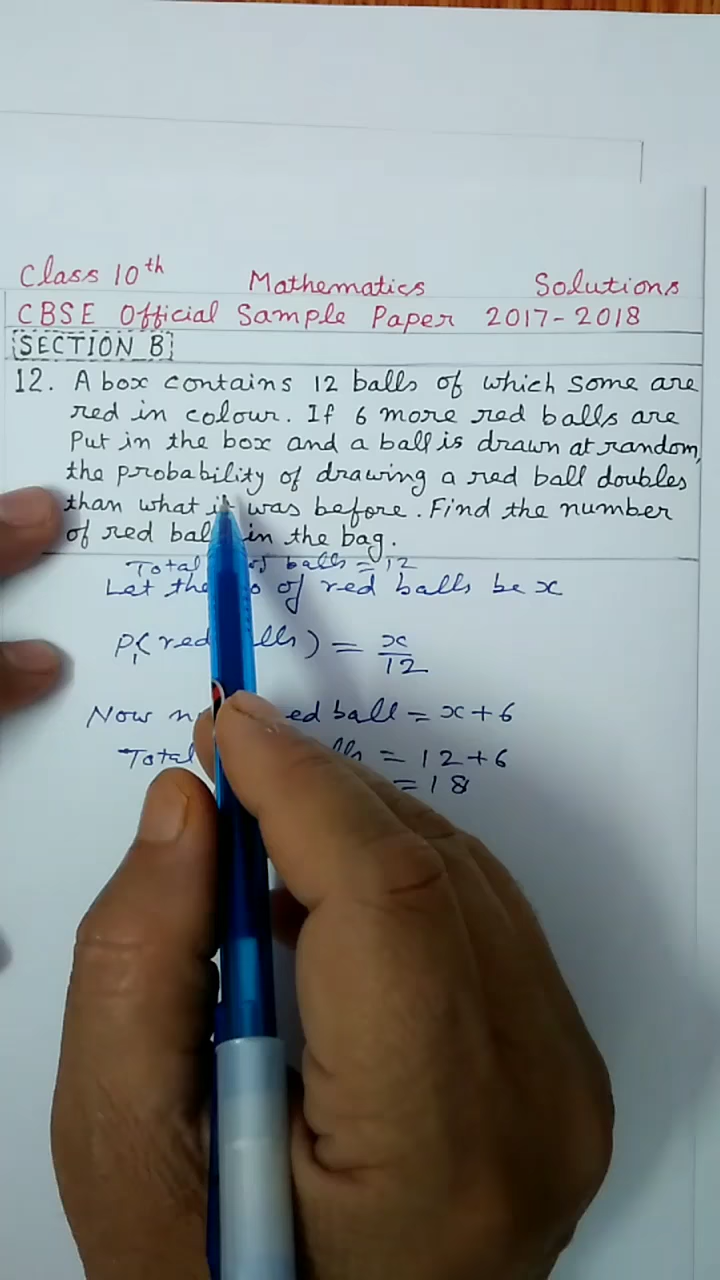 Class 10th Mathematics Solutions
CBSE Official Sample Paper 2017-2018
SECTION B
12. A box contains 12 balls of which some are
red in colour. If 6 more red balls are
Put in the box and a ball is drawn at random,
the probability of drawing a red ball doubles
than what it was before. Find the number
of red ball in the bag.
Total balls = 12
Let the of red balls be x
P( red ) = x/12
Now ball = x+6
Total = 12+6
= 18